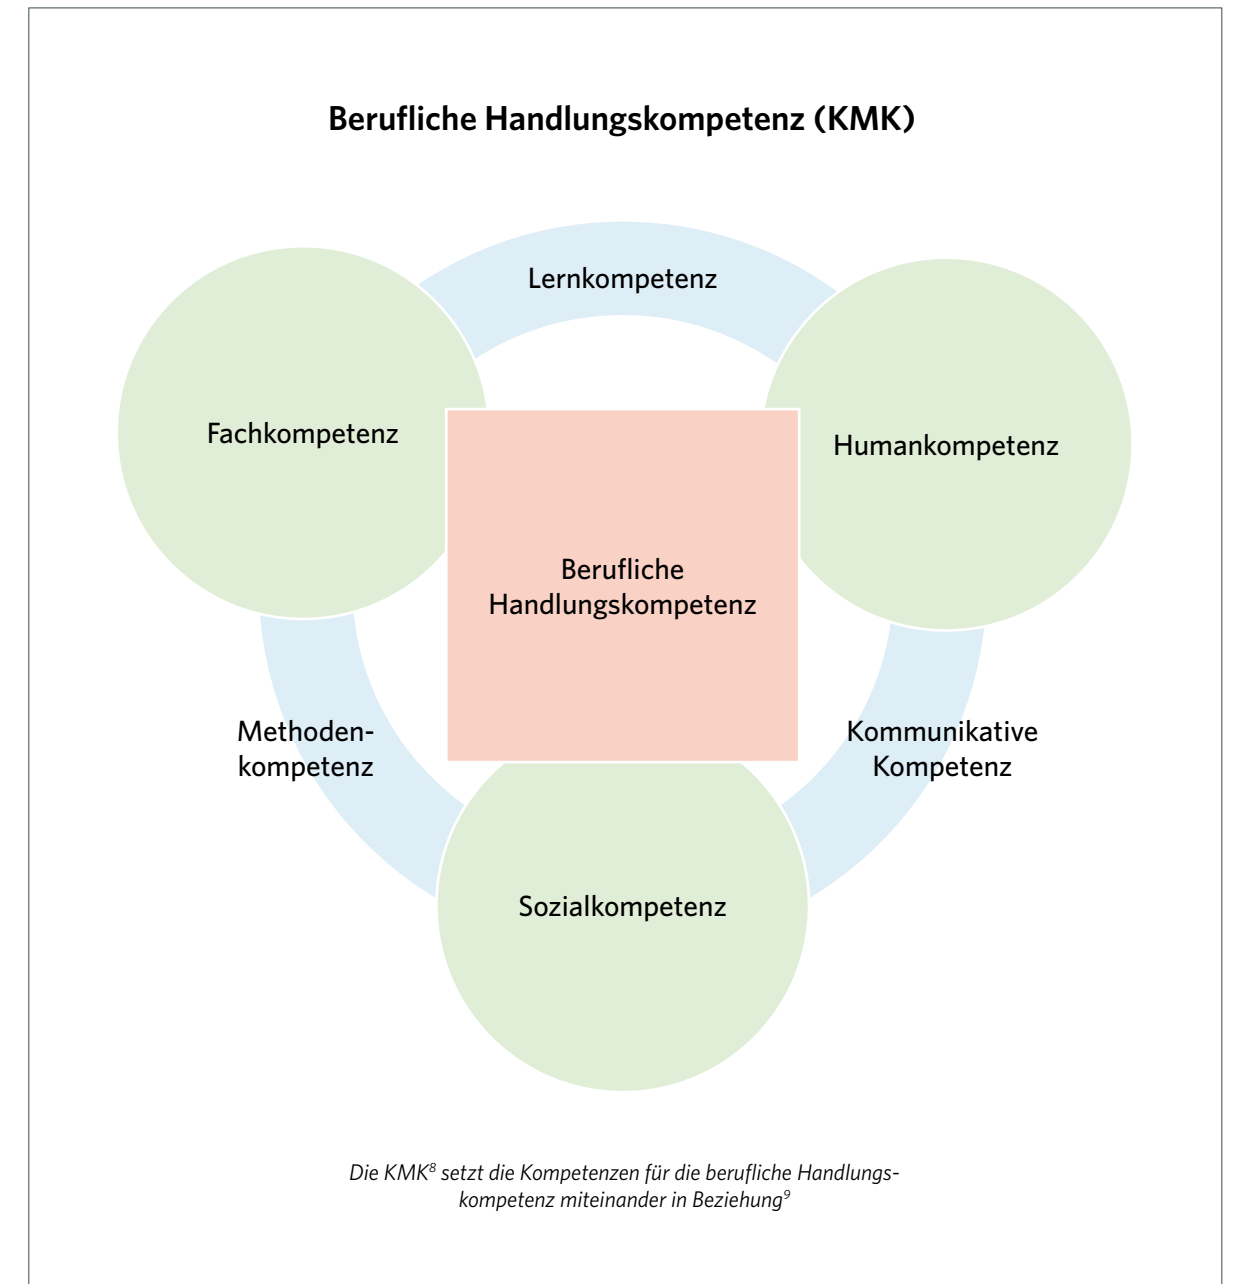 Berufliche Handlungskompetenz (KMK)
Lernkompetenz
Fachkompetenz
Humankompetenz
Berufliche
Handlungskompetenz
Methoden-
kompetenz
Kommunikative
Kompetenz
Sozialkompetenz
Die KMK⁸ setzt die Kompetenzen für die berufliche Handlungs-
kompetenz miteinander in Beziehung⁹